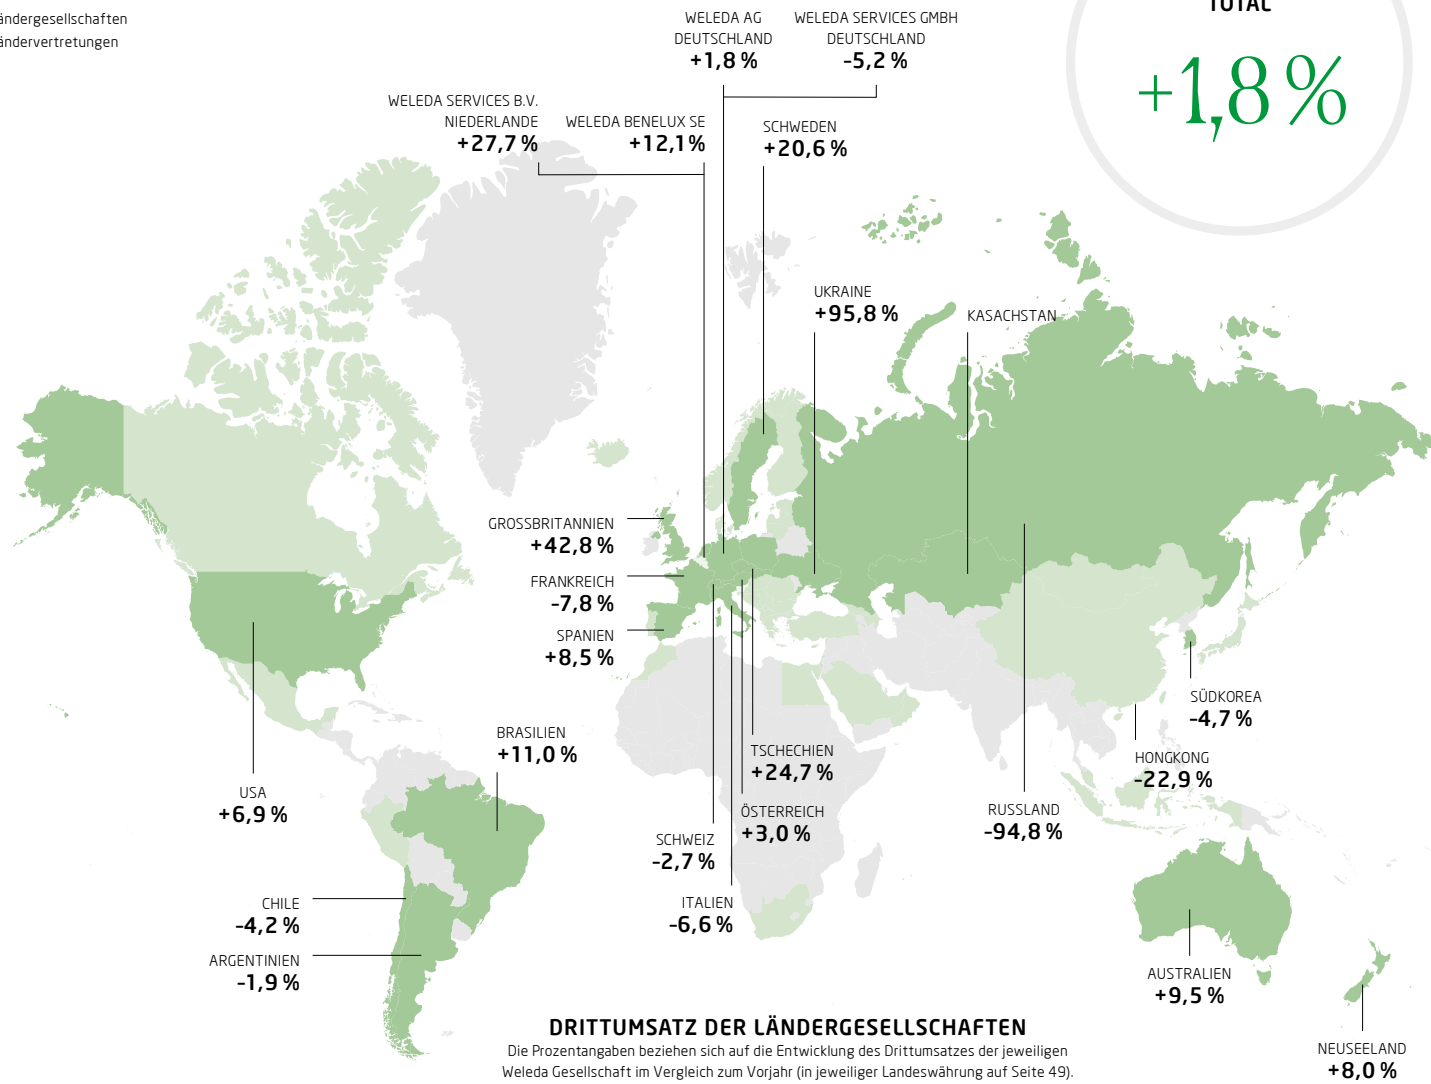 ändergesellschaften
ändervertretungen
WELEDA AG
DEUTSCHLAND
+1,8 %
WELEDA SERVICES GMBH
DEUTSCHLAND
-5,2 %
TOTAL
+1,8 %
WELEDA SERVICES B.V.
NIEDERLANDE
+27,7 %
WELEDA BENELUX SE
+12,1 %
SCHWEDEN
+20,6 %
UKRAINE
+95,8 %
KASACHSTAN
GROSSBRITANNIEN
+42,8 %
FRANKREICH
-7,8 %
SPANIEN
+8,5 %
SÜDKOREA
-4,7 %
HONGKONG
-22,9 %
BRASILIEN
+11,0 %
TSCHECHIEN
+24,7 %
USA
+6,9 %
ÖSTERREICH
+3,0 %
RUSSLAND
-94,8 %
SCHWEIZ
-2,7 %
ITALIEN
-6,6 %
CHILE
-4,2 %
ARGENTINIEN
-1,9 %
AUSTRALIEN
+9,5 %
NEUSEELAND
+8,0 %
DRITTUMSATZ DER LÄNDERGESELLSCHAFTEN
Die Prozentangaben beziehen sich auf die Entwicklung des Drittumsatzes der jeweiligen
Weleda Gesellschaft im Vergleich zum Vorjahr (in jeweiliger Landeswährung auf Seite 49).